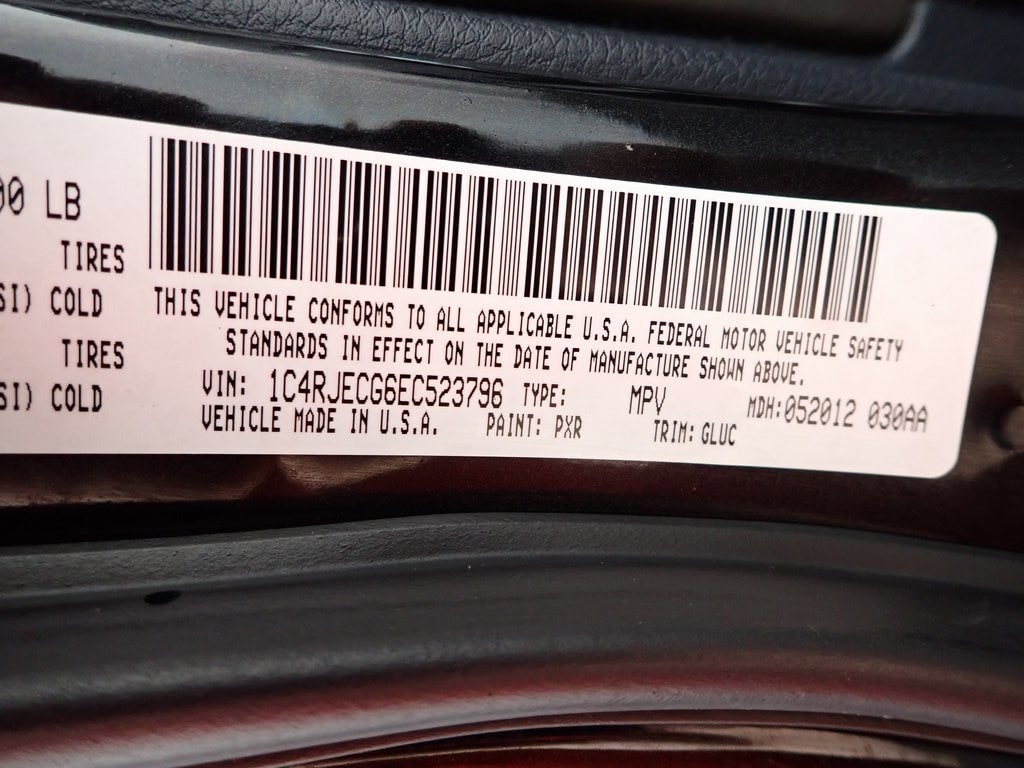 00 LB
TIRES
SI) COLD
TIRES
SI) COLD
THIS VEHICLE CONFORMS TO ALL APPLICABLE U.S.A. FEDERAL MOTOR VEHICLE SAFETY
STANDARDS IN EFFECT ON THE DATE OF MANUFACTURE SHOWN ABOVE.
VIN: 1C4RJECG6EC523796 TYPE: MPV MDH:052012 030AA
VEHICLE MADE IN U.S.A. PAINT: PXR TRIM: GLUC